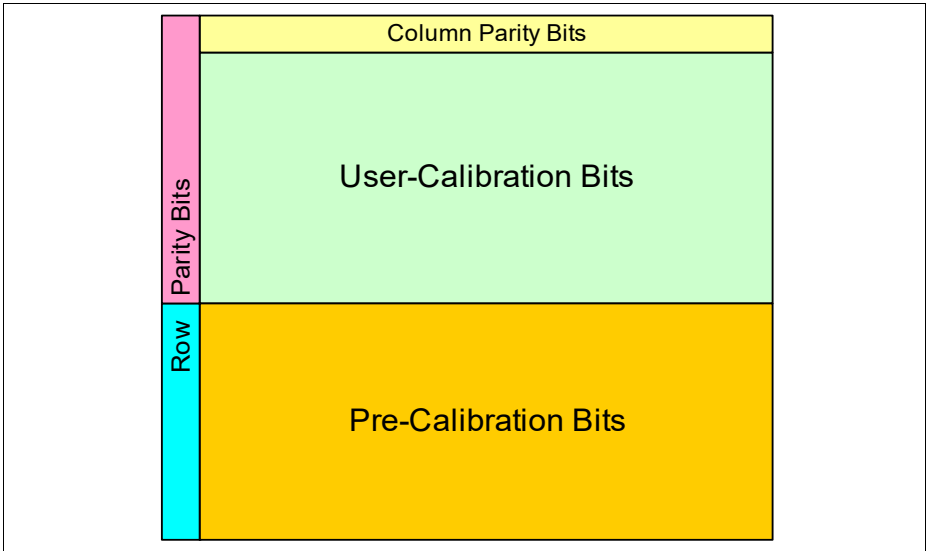 Column Parity Bits
User-Calibration Bits
Row Parity Bits
Pre-Calibration Bits